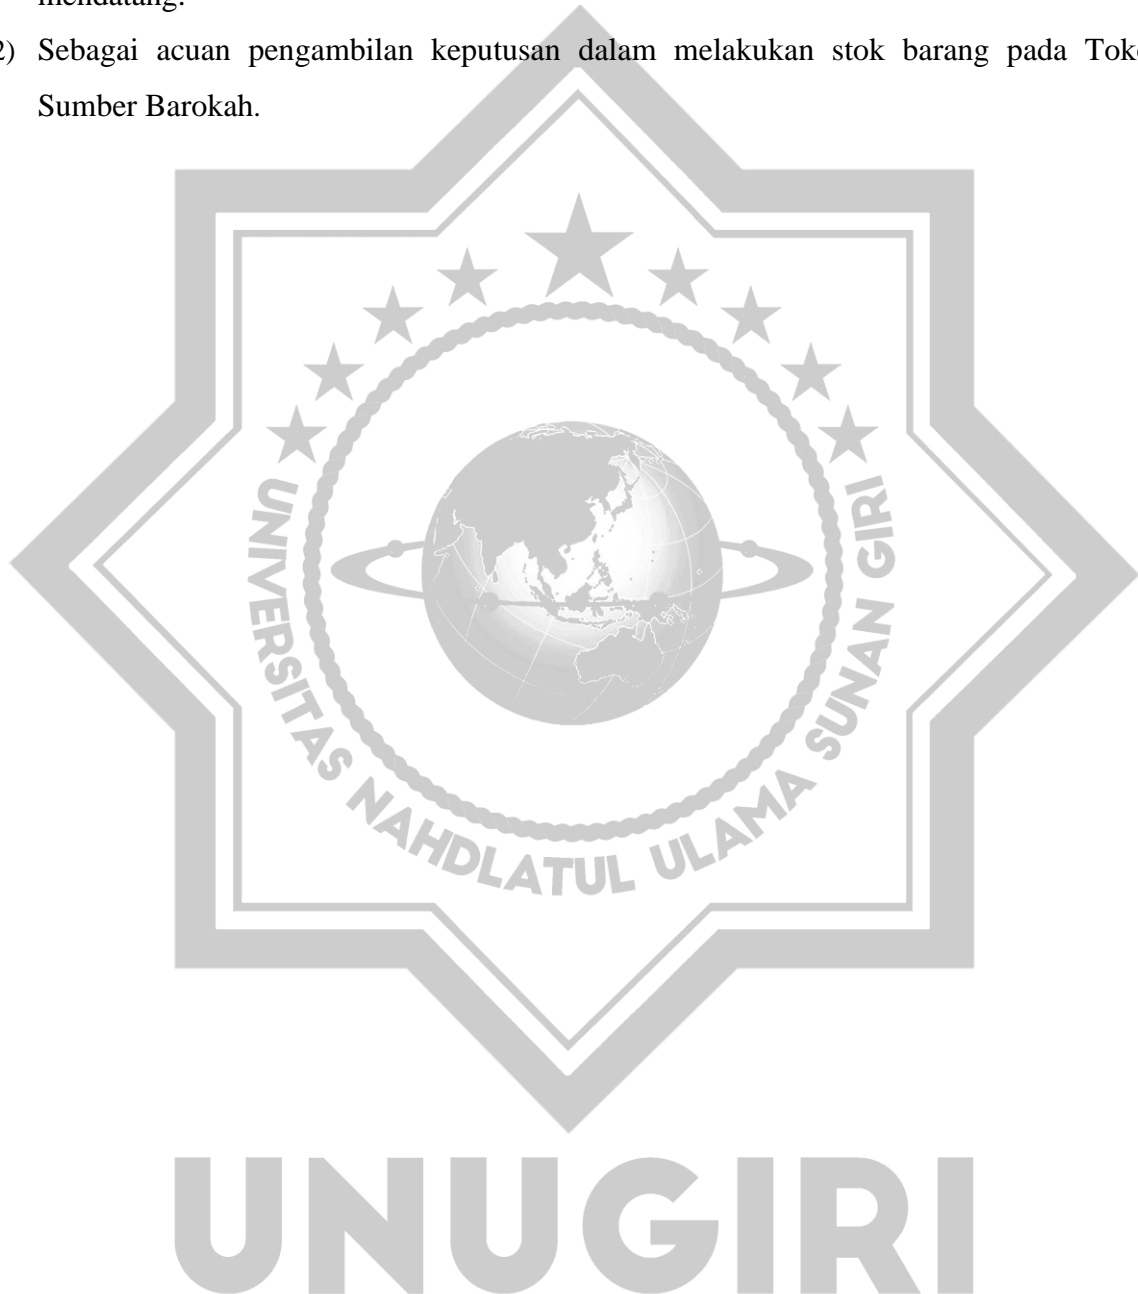 mendatang.
2) Sebagai acuan pengambilan keputusan dalam melakukan stok barang pada Toko
Sumber Barokah.
UNIVERSITAS NAHDLATUL ULAMA SUNAN GIRI
UNUGIRI